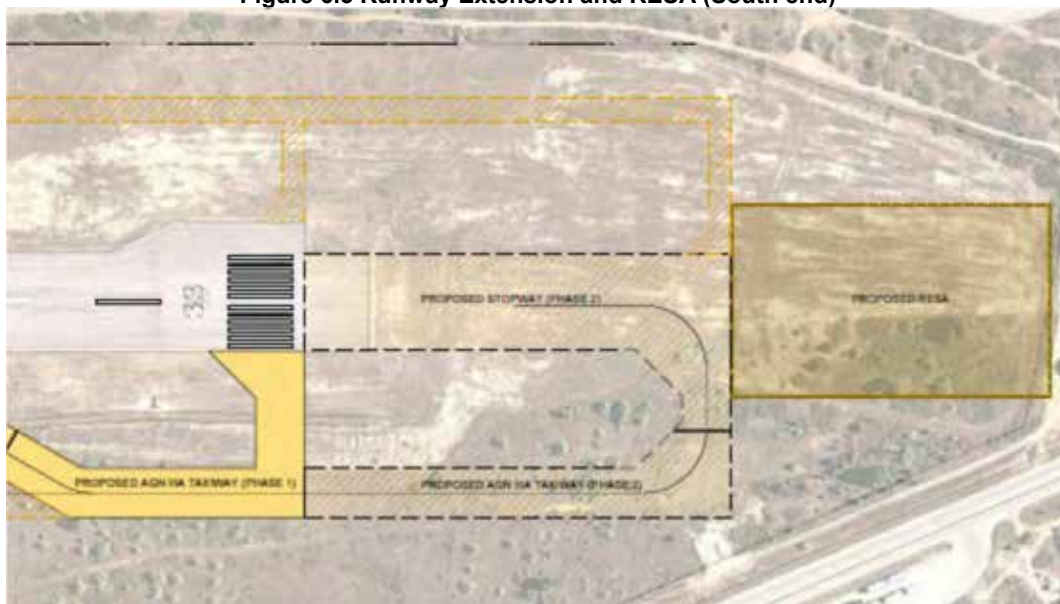 Figure 6.6 Runway Extension and RESA (South end)
PROPOSED STOPWAY (PHASE 2)
PROPOSED RESA
33
PROPOSED AGN IIIA TAXIWAY (PHASE 1)
PROPOSED AGN IIIA TAXIWAY (PHASE 2)